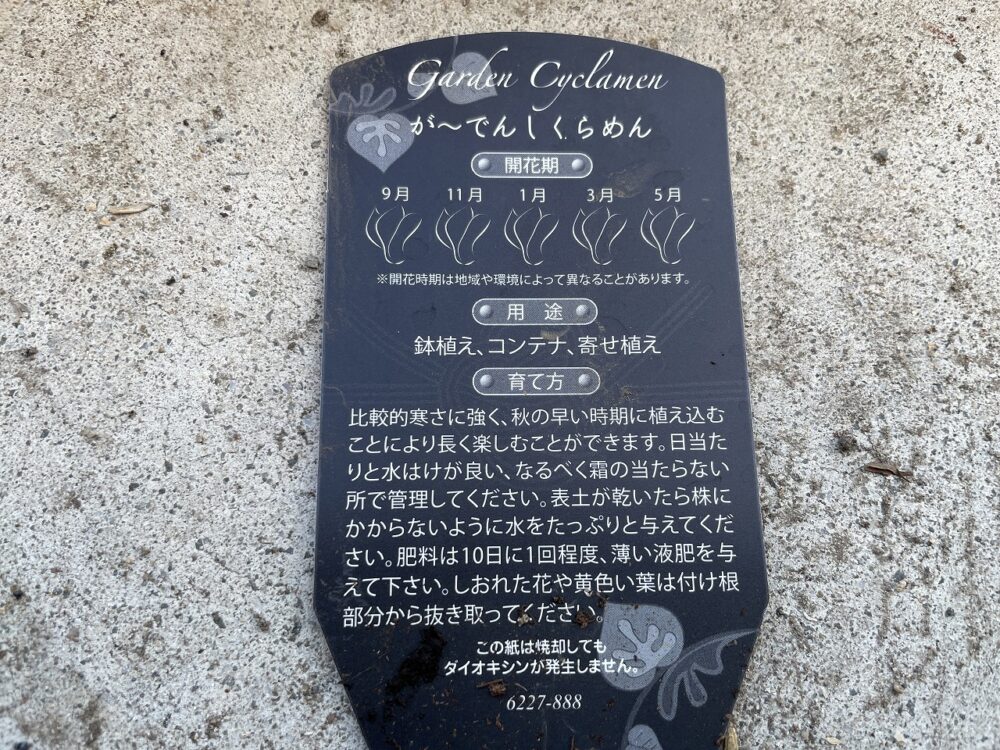 Garden Cyclamen
が〜でんしくらめん
開花期
9月 11月 1月 3月 5月
※開花時期は地域や環境によって異なることがあります。
用 途
鉢植え、コンテナ、寄せ植え
育て方
比較的寒さに強く、秋の早い時期に植え込む
ことにより長く楽しむことができます。日当た
りと水はけが良い、なるべく霜の当たらない
所で管理してください。表土が乾いたら株に
かからないように水をたっぷりと与えてくだ
さい。肥料は10日に1回程度、薄い液肥を与
えて下さい。しおれた花や黄色い葉は付け根
部分から抜き取ってください。
この紙は焼却しても
ダイオキシンが発生しません。
6227-888